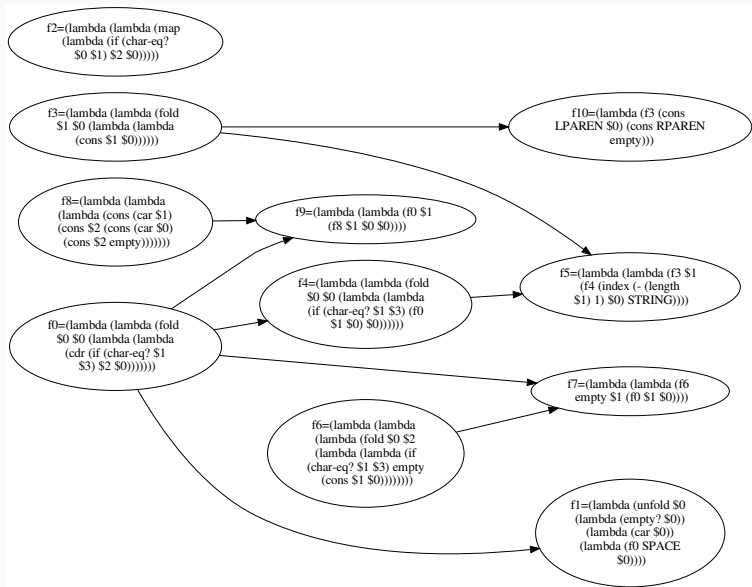 f2=(lambda (lambda (map
(lambda (if (char-eq?
$0 $1) $2 $0)))))
f3=(lambda (lambda (fold
$1 $0 (lambda (lambda
(cons $1 $0))))))
f10=(lambda (f3 (cons
LPAREN $0) (cons RPAREN
empty)))
f8=(lambda (lambda
(lambda (cons (car $1)
(cons $2 (cons (car $0)
(cons $2 empty)))))))
f9=(lambda (lambda (f0 $1
(f8 $1 $0 $0))))
f4=(lambda (lambda (fold
$0 $0 (lambda (lambda
(if (char-eq? $1 $3) (f0
$1 $0) $0))))))
f5=(lambda (lambda (f3 $1
(f4 (index (- (length
$1) 1) $0) STRING))))
f0=(lambda (lambda (fold
$0 $0 (lambda (lambda
(cdr (if (char-eq? $1
$3) $2 $0)))))))
f7=(lambda (lambda (f6
empty $1 (f0 $1 $0))))
f6=(lambda (lambda
(lambda (fold $0 $2
(lambda (lambda (if
(char-eq? $1 $3) empty
(cons $1 $0))))))))
f1=(lambda (unfold $0
(lambda (empty? $0))
(lambda (car $0))
(lambda (f0 SPACE
$0))))